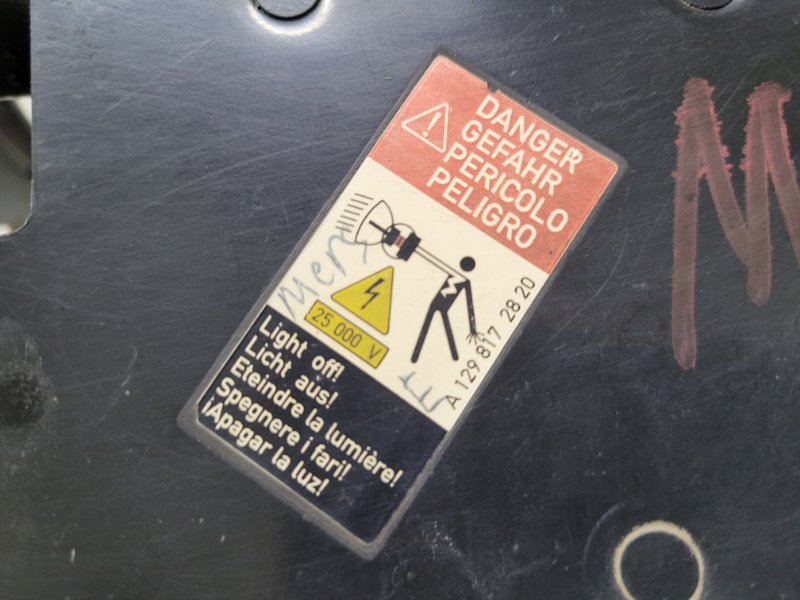 DANGER
GEFAHR
PERICOLO
PELIGRO
Mer
25 000 V
A 129 817 28 20
Light off!
Licht aus!
Eteindre la lumière!
Spegnere i fari!
¡Apagar la luz!
M